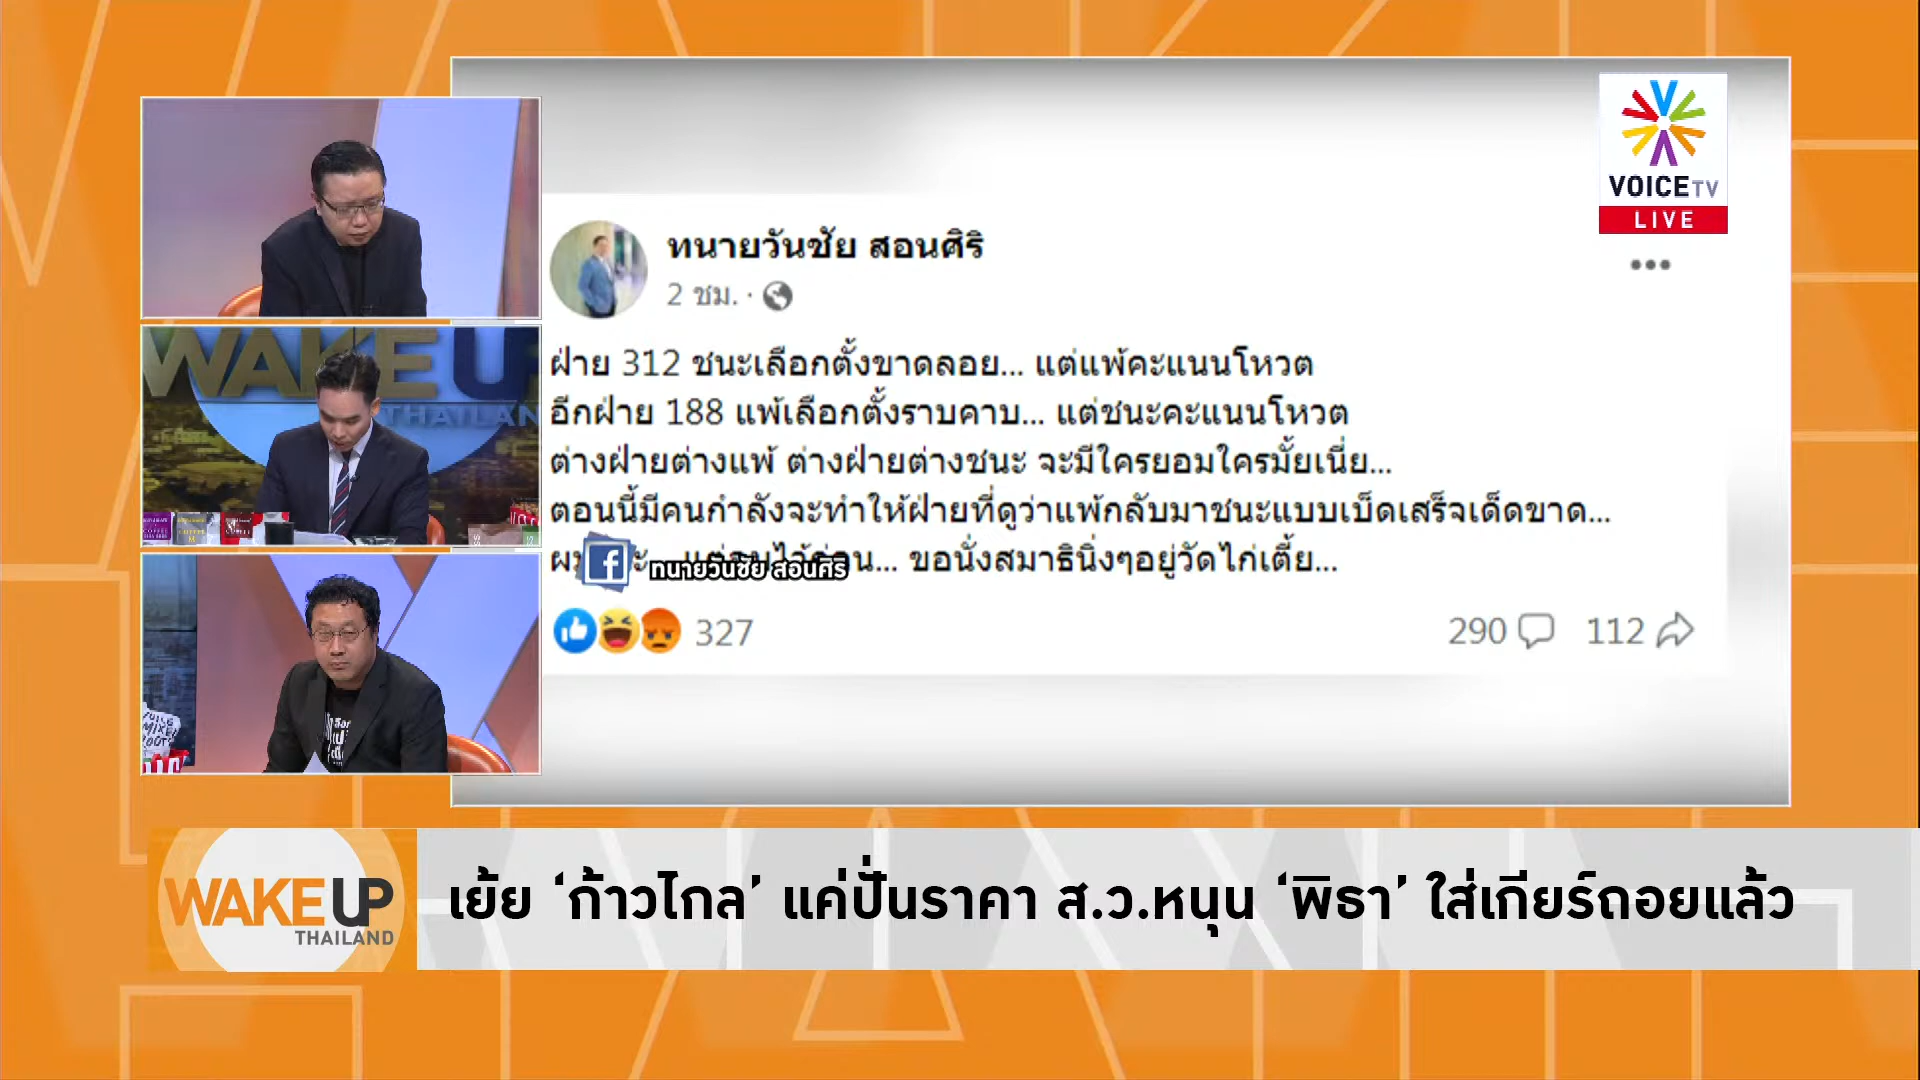 VOICE TV
LIVE
ทนายวันชัย สอนศิริ
2 ชม. ·
ฝ่าย 312 ชนะเลือกตั้งขาดลอย... แต่แพ้คะแนนโหวต
อีกฝ่าย 188 แพ้เลือกตั้งราบคาบ... แต่ชนะคะแนนโหวต
ต่างฝ่ายต่างแพ้ ต่างฝ่ายต่างชนะ จะมีใครยอมใครมั้ยเนี่ย...
ตอนนี้มีคนกำลังจะทำให้ฝ่ายที่ดูว่าแพ้กลับมาชนะแบบเบ็ดเสร็จเด็ดขาด...
ขอนั่งสมาธินิ่งๆอยู่วัดไก่เตี้ย...
ทนายวันชัย สอนศิริ
327
290
112
WAKE UP
THAILAND
WAKE UP
THAILAND
เย้ย ‘ก้าวไกล’ แค่ปั่นราคา ส.ว.หนุน ‘พิธา’ ใส่เกียร์ถอยแล้ว